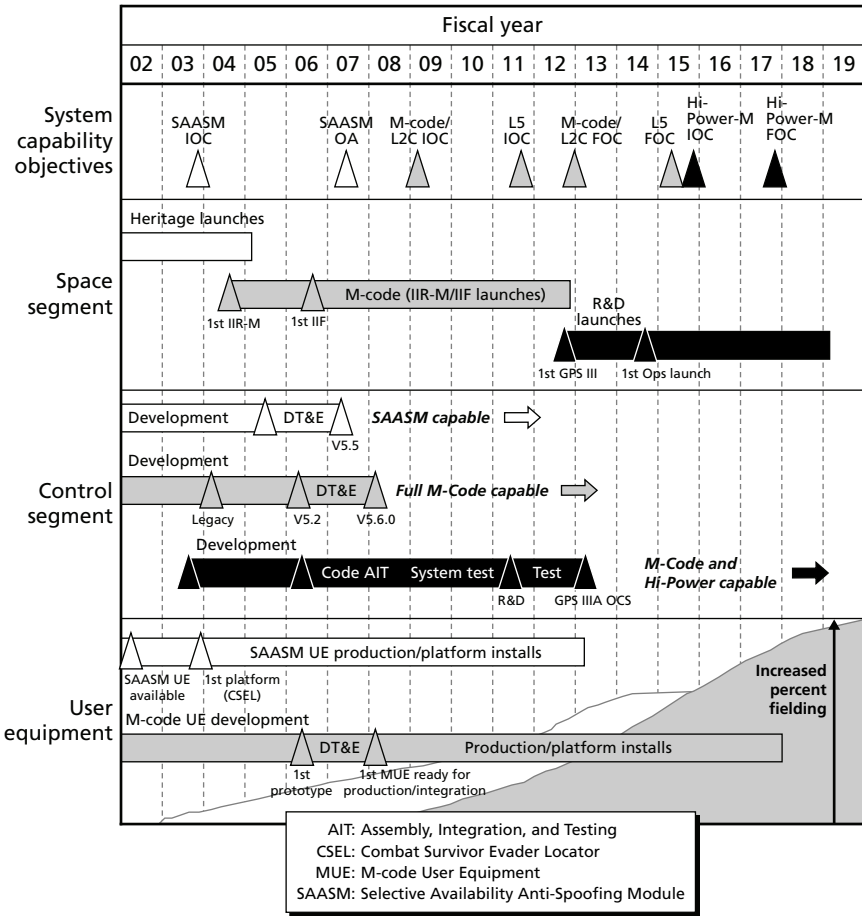 Fiscal year
02 03 04 05 06 07 08 09 10 11 12 13 14 15 16 17 18 19
System
capability
objectives
SAASM
IOC
SAASM
OA
M-code/
L2C IOC
L5
IOC
M-code/
L2C FOC
L5
FOC
Hi-
Power-M
IOC
Hi-
Power-M
FOC
Space
segment
Heritage launches
M-code (IIR-M/IIF launches)
1st IIR-M
1st IIF
R&D
launches
1st GPS III
1st Ops launch
Control
segment
Development
DT&E
V5.5
SAASM capable
Development
DT&E
Full M-Code capable
Legacy
V5.2
V5.6.0
Development
Code AIT
System test
Test
R&D
GPS IIIA OCS
M-Code and
Hi-Power capable
User
equipment
SAASM UE production/platform installs
SAASM UE
available
1st platform
(CSEL)
Increased
percent
fielding
M-code UE development
DT&E
Production/platform installs
1st
prototype
1st MUE ready for
production/integration
AIT: Assembly, Integration, and Testing
CSEL: Combat Survivor Evader Locator
MUE: M-code User Equipment
SAASM: Selective Availability Anti-Spoofing Module